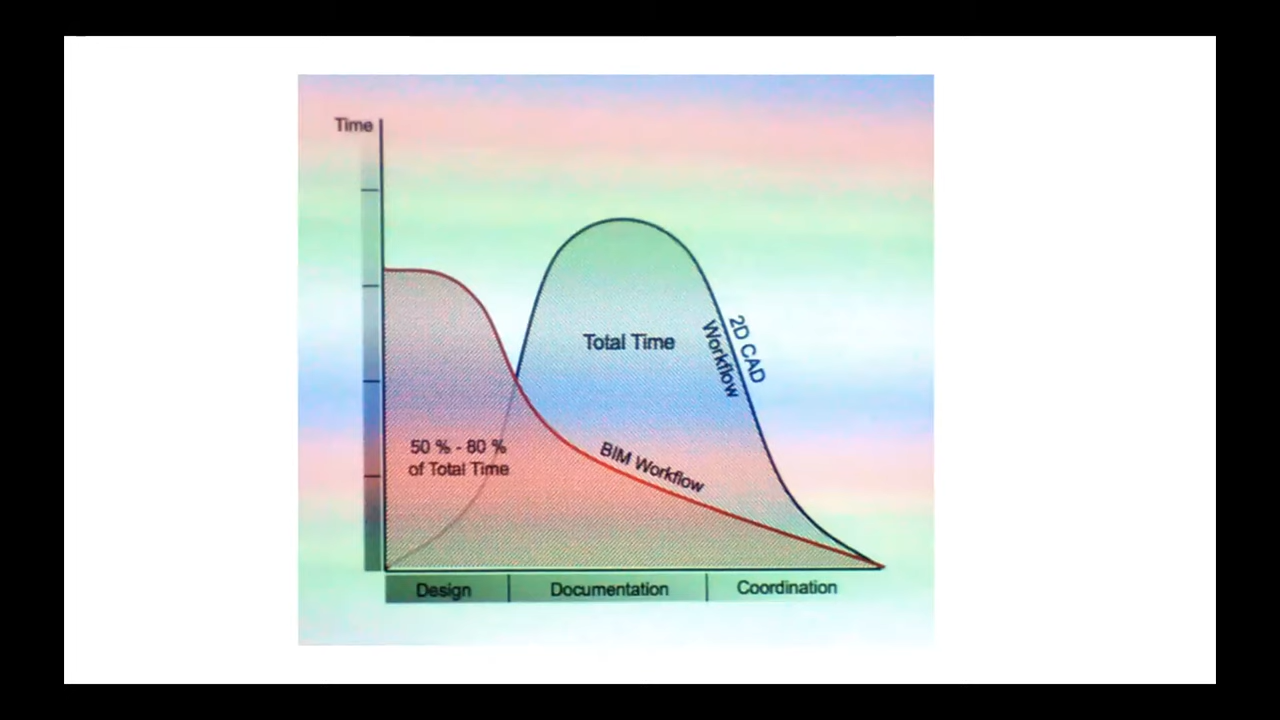 Time
Total Time
2D CAD
Workflow
50 % - 80 %
of Total Time
BIM Workflow
Design
Documentation
Coordination